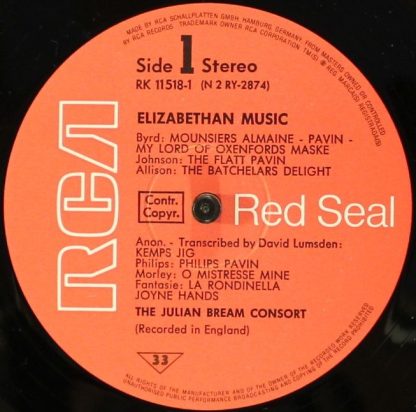 MADE BY RCA SCHALLPLATTEN GMBH HAMBURG, GERMANY, FROM MASTERS OWNED OR CONTROLLED
BY RCA RECORDS TRADEMARK OWNER RCA CORPORATION TM(S) ® REG. MARCA(S) REGISTRADA(S)
Side 1 Stereo
RK 11518-1 (N 2 RY-2874)
ELIZABETHAN MUSIC
Byrd: MOUNSIERS ALMAINE - PAVIN -
MY LORD OF OXENFORDS MASKE
Johnson: THE FLATT PAVIN
Allison: THE BATCHELARS DELIGHT
RCA
Contr.
Copyr.
Red Seal
Anon. - Transcribed by David Lumsden:
KEMPS JIG
Philips: PHILIPS PAVIN
Morley: O MISTRESSE MINE
Fantasie: LA RONDINELLA
JOYNE HANDS
THE JULIAN BREAM CONSORT
(Recorded in England)
33
ALL RIGHTS OF THE MANUFACTURER AND OF THE OWNER OF THE RECORDED WORK RESERVED
UNAUTHORISED PUBLIC PERFORMANCE BROADCASTING AND COPYING OF THE RECORD PROHIBITED